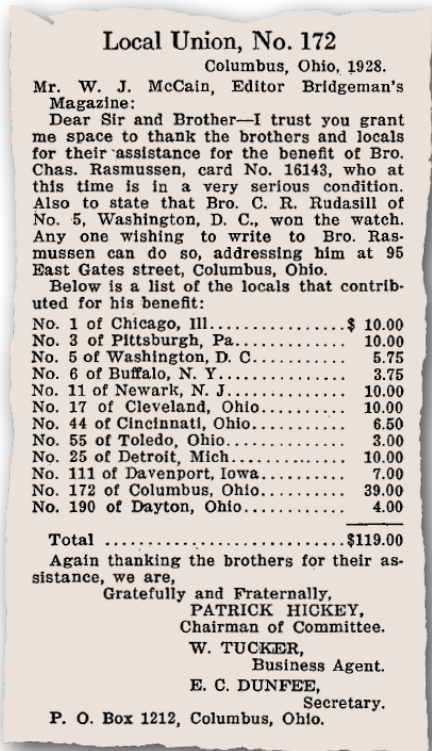 Local Union, No. 172
Columbus, Ohio, 1928.
Mr. W. J. McCain, Editor Bridgeman's
Magazine:
Dear Sir and Brother—I trust you grant
me space to thank the brothers and locals
for their assistance for the benefit of Bro.
Chas. Rasmussen, card No. 16143, who at
this time is in a very serious condition.
Also to state that Bro. C. R. Rudasill of
No. 5, Washington, D. C., won the watch.
Any one wishing to write to Bro. Ras-
mussen can do so, addressing him at 95
East Gates street, Columbus, Ohio.
Below is a list of the locals that contrib-
uted for his benefit:
No. 1 of Chicago, Ill................$ 10.00
No. 3 of Pittsburgh, Pa............. 10.00
No. 5 of Washington, D. C........... 5.75
No. 6 of Buffalo, N. Y.............. 3.75
No. 11 of Newark, N. J.............. 10.00
No. 17 of Cleveland, Ohio........... 10.00
No. 44 of Cincinnati, Ohio.......... 6.50
No. 55 of Toledo, Ohio.............. 3.00
No. 25 of Detroit, Mich............. 10.00
No. 111 of Davenport, Iowa.......... 7.00
No. 172 of Columbus, Ohio........... 39.00
No. 190 of Dayton, Ohio............. 4.00
Total ..............................$119.00
Again thanking the brothers for their as-
sistance, we are,
Gratefully and Fraternally,
PATRICK HICKEY,
Chairman of Committee.
W. TUCKER,
Business Agent.
E. C. DUNFEE,
Secretary.
P. O. Box 1212, Columbus, Ohio.